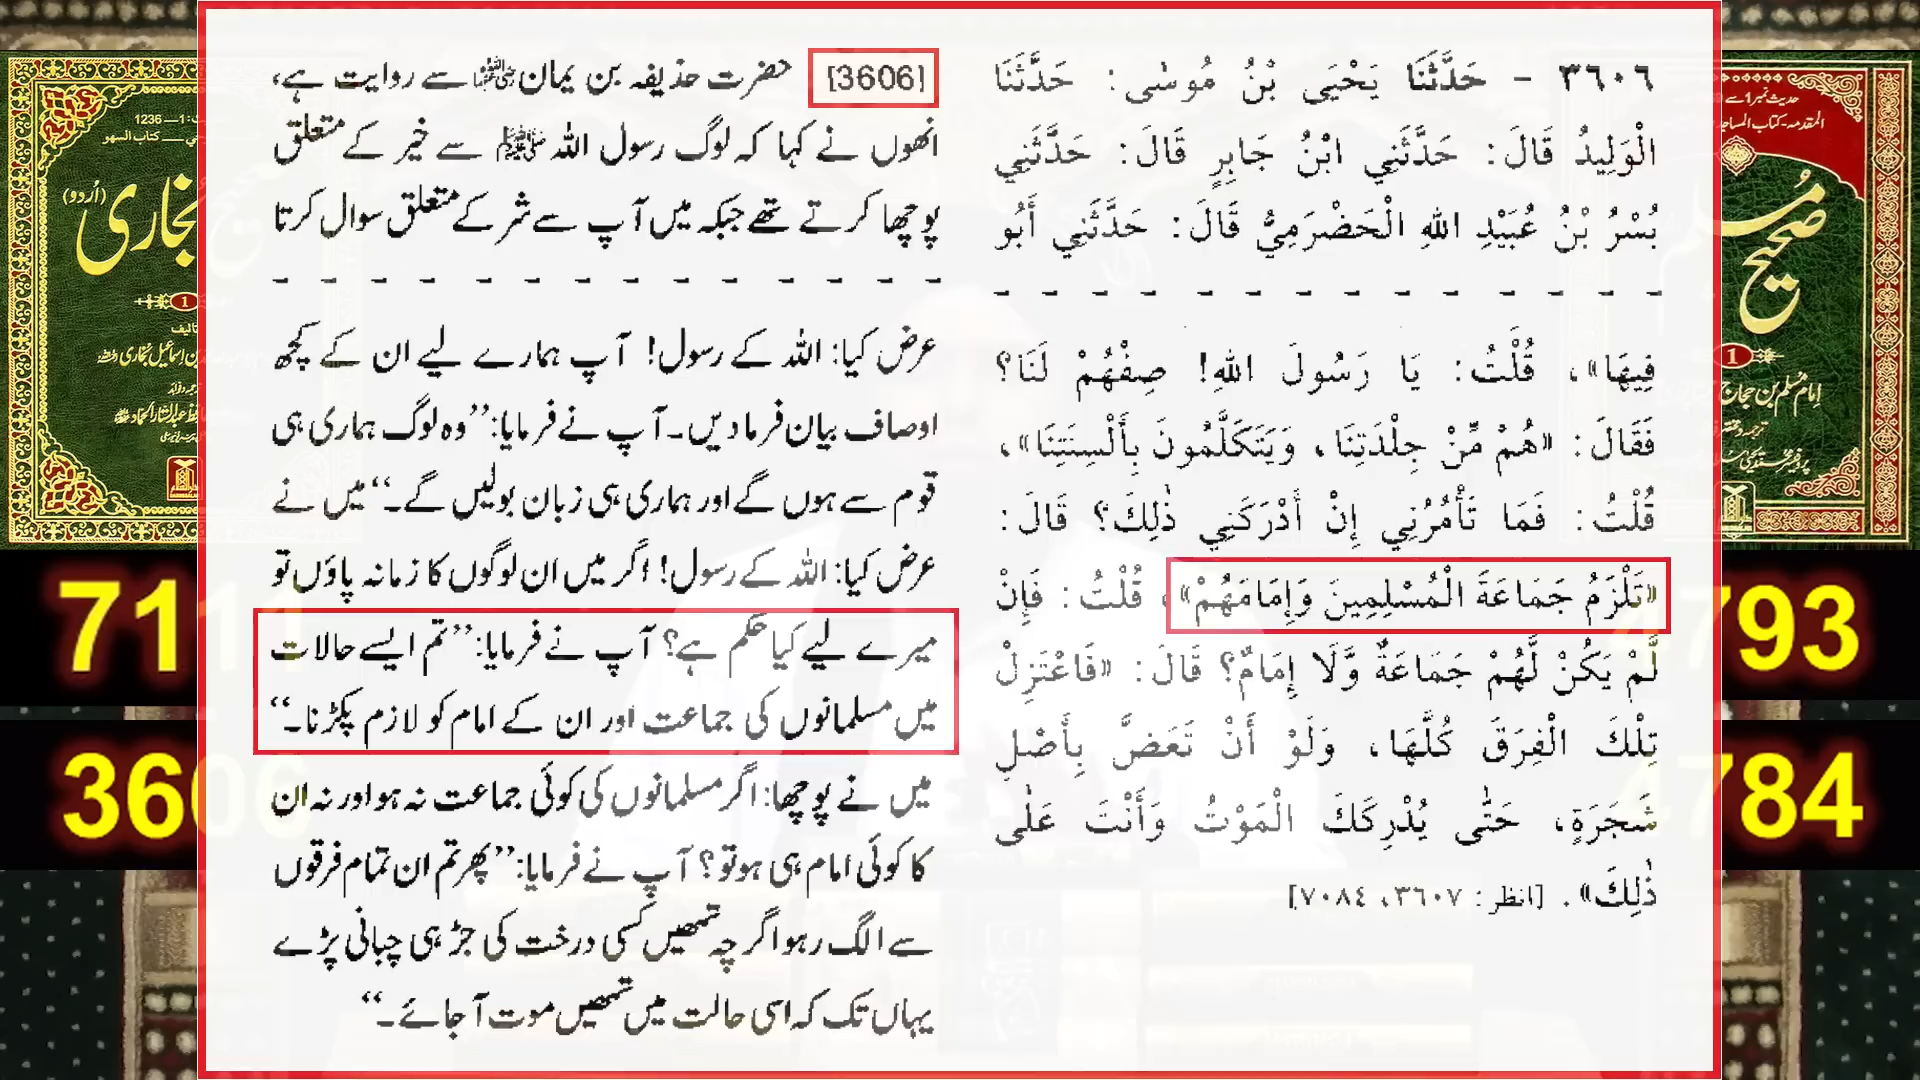 ٣٦٠٦ - حَدَّثَنَا يَحْيَى بْنُ مُوسٰى: حَدَّثَنَا
الْوَلِيدُ قَالَ: حَدَّثَنِي ابْنُ جَابِرٍ قَالَ: حَدَّثَنِي
بُسْرُ بْنُ عُبَيْدِ اللهِ الْحَضْرَمِيُّ قَالَ: حَدَّثَنِي أَبُو
فِيهَا»، قُلْتُ: يَا رَسُولَ اللهِ! صِفْهُمْ لَنَا؟
فَقَالَ: «هُمْ مِّنْ جِلْدَتِنَا، وَيَتَكَلَّمُونَ بِأَلْسِنَتِنَا»،
قُلْتُ: فَمَا تَأْمُرُنِي إِنْ أَدْرَكَنِي ذٰلِكَ؟ قَالَ:
«تَلْزَمُ جَمَاعَةَ الْمُسْلِمِينَ وَإِمَامَهُمْ»، قُلْتُ: فَإِنْ
لَّمْ يَكُنْ لَّهُمْ جَمَاعَةٌ وَّلَا إِمَامٌ؟ قَالَ: «فَاعْتَزِلْ
تِلْكَ الْفِرَقَ كُلَّهَا، وَلَوْ أَنْ تَعَضَّ بِأَصْلِ
شَجَرَةٍ، حَتّٰى يُدْرِكَكَ الْمَوْتُ وَأَنْتَ عَلٰى
ذٰلِكَ». [انظر: ٣٦٠٧، ٧٠٨٤]
[3606] حضرت حذیفہ بن یمان ؓ سے روایت ہے،
انھوں نے کہا کہ لوگ رسول اللہ ﷺ سے خیر کے متعلق
پوچھا کرتے تھے جبکہ میں آپ سے شر کے متعلق سوال کرتا
عرض کیا: اللہ کے رسول! آپ ہمارے لیے ان کے کچھ
اوصاف بیان فرما دیں۔ آپ نے فرمایا: ’’وہ لوگ ہماری ہی
قوم سے ہوں گے اور ہماری ہی زبان بولیں گے۔‘‘ میں نے
عرض کیا: اللہ کے رسول! اگر میں ان لوگوں کا زمانہ پاؤں تو
میرے لیے کیا حکم ہے؟ آپ نے فرمایا: ’’تم ایسے حالات
میں مسلمانوں کی جماعت اور ان کے امام کو لازم پکڑنا۔‘‘
میں نے پوچھا: اگر مسلمانوں کی کوئی جماعت نہ ہو اور نہ ان
کا کوئی امام ہی ہو تو؟ آپ نے فرمایا: ’’پھر تم ان تمام فرقوں
سے الگ رہو اگرچہ تمھیں کسی درخت کی جڑ ہی چبانی پڑے
یہاں تک کہ اسی حالت میں تمھیں موت آجائے۔‘‘
صحیح مسلم
1
(اُردو)
1
7111
3606
4793
4784